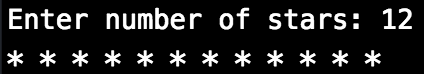 Enter number of stars: 12
* * * * * * * * * * * *